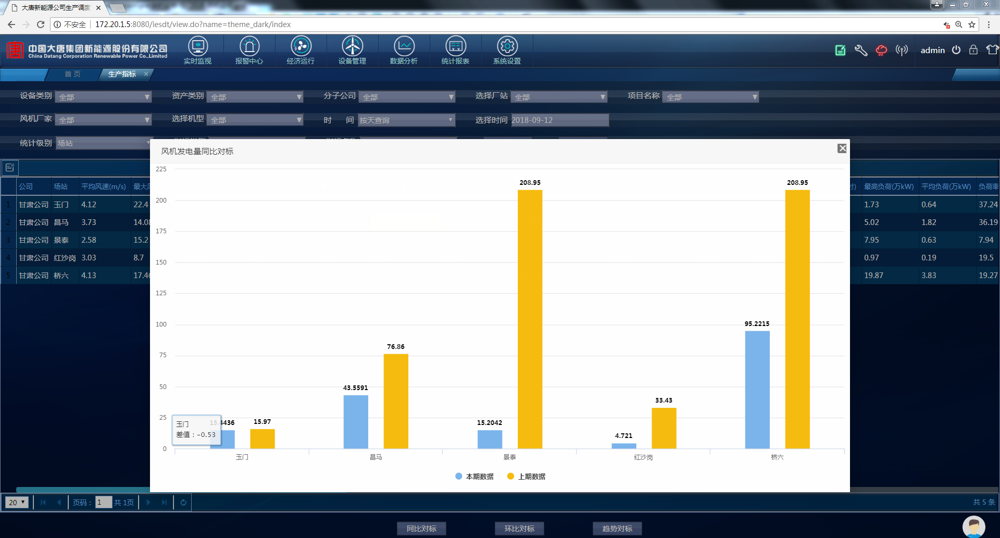 大唐新能源公司生产调度
不安全 172.20.1.5:8080/iesdt/view.do?name=theme_dark/index
中国大唐集团新能源股份有限公司
China Datang Corporation Renewable Power Co.,Limited
实时监视 报警中心 经济运行 设备管理 数据分析 统计报表 系统设置
admin
首页 生产指标
设备类别 全部 资产类别 全部 分子公司 全部 选择厂站 全部 项目名称 全部
风机厂家 全部 选择机型 全部 时 间 按天查询 选择时间 2018-09-12
统计级别 场站
风机发电量同比对标
公司 场站 平均风速(m/s) 最大 最高负荷(万kW) 平均负荷(万kW) 负荷率
1 甘肃公司 玉门 4.12 22.4 1.73 0.64 37.24
2 甘肃公司 昌马 3.73 14.08 5.02 1.82 36.19
3 甘肃公司 景泰 2.58 15.2 7.95 0.63 7.94
4 甘肃公司 红沙岗 3.03 8.7 0.97 0.19 19.5
5 甘肃公司 桥六 4.13 17.46 19.87 3.83 19.27
225
200
175
150
125
100
75
50
25
0
15.4436 15.97
43.5591 76.86
15.2042 208.95
4.721 33.43
95.2215 208.95
玉门
差值：-0.53
玉门 昌马 景泰 红沙岗 桥六
本期数据 上期数据
20 页码： 1 共 1页
共 5 条
同比对标 环比对标 趋势对标